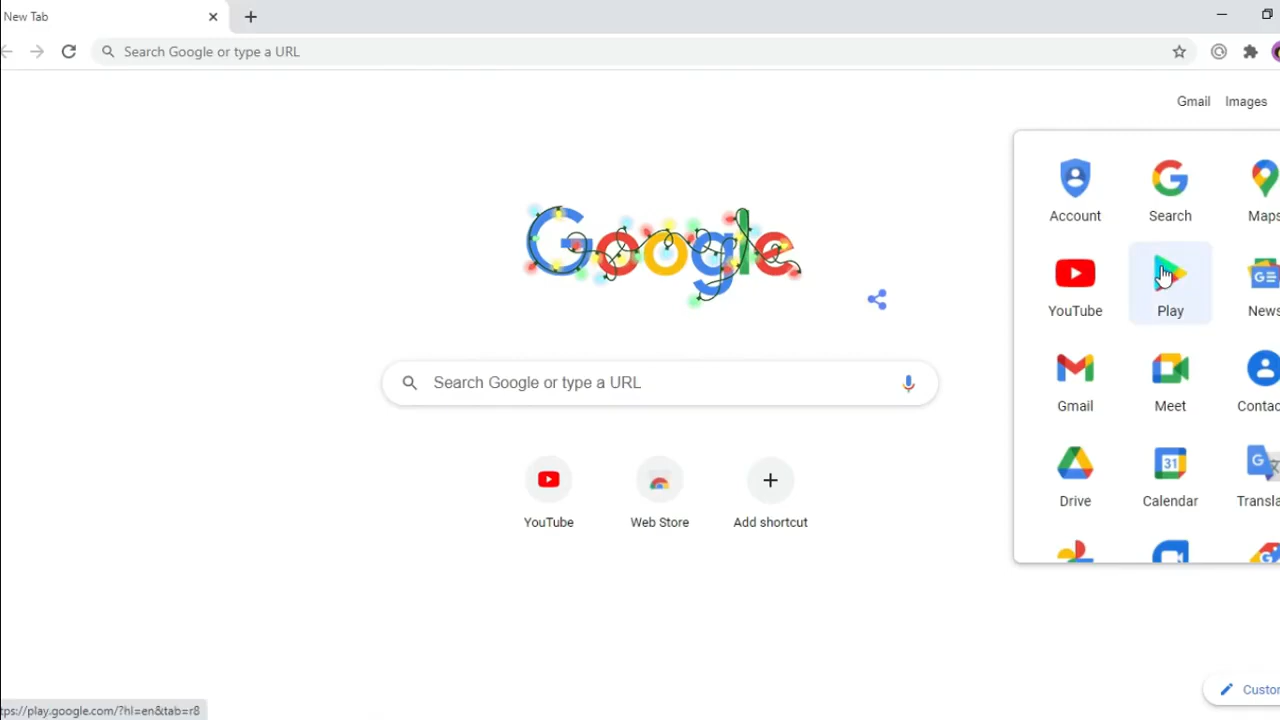 New Tab
Search Google or type a URL
Gmail Images
Google
Account Search Maps
YouTube Play News
Search Google or type a URL
Gmail Meet Contac
Drive Calendar Transla
31
YouTube Web Store Add shortcut
Custor
tps://play.google.com/?hl=en&tab=r8